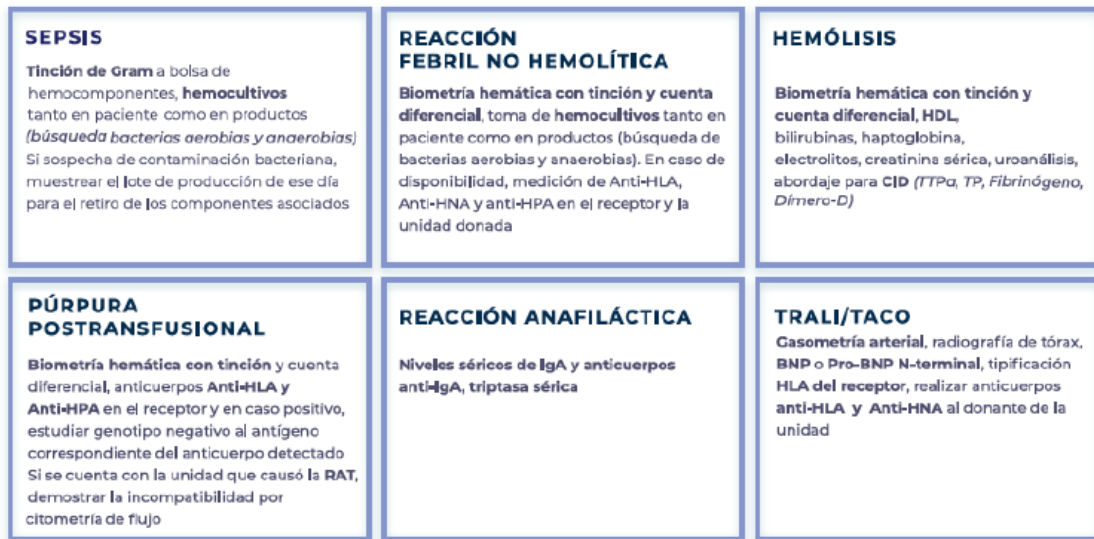 SEPSIS
Tinción de Gram a bolsa de
hemocomponentes, hemocultivos
tanto en paciente como en productos
(búsqueda bacterias aerobias y anaerobias)
Si sospecha de contaminación bacteriana,
muestrear el lote de producción de ese día
para el retiro de los componentes asociados
REACCIÓN
FEBRIL NO HEMOLÍTICA
Biometría hemática con tinción y cuenta
diferencial, toma de hemocultivos tanto en
paciente como en productos (búsqueda de
bacterias aerobias y anaerobias). En caso de
disponibilidad, medición de Anti-HLA,
Anti-HNA y anti-HPA en el receptor y la
unidad donada
HEMÓLISIS
Biometría hemática con tinción y
cuenta diferencial, HDL,
bilirubinas, haptoglobina,
electrolitos, creatinina sérica, uroanálisis,
abordaje para CID (TTPa, TP, Fibrinógeno,
Dímero-D)
PÚRPURA
POSTRANSFUSIONAL
Biometría hemática con tinción y cuenta
diferencial, anticuerpos Anti-HLA y
Anti-HPA en el receptor y en caso positivo,
estudiar genotipo negativo al antígeno
correspondiente del anticuerpo detectado
Si se cuenta con la unidad que causó la RAT,
demostrar la incompatibilidad por
citometría de flujo
REACCIÓN ANAFILÁCTICA
Niveles séricos de IgA y anticuerpos
anti-IgA, triptasa sérica
TRALI/TACO
Gasometría arterial, radiografía de tórax,
BNP o Pro-BNP N-terminal, tipificación
HLA del receptor, realizar anticuerpos
anti-HLA y Anti-HNA al donante de la
unidad